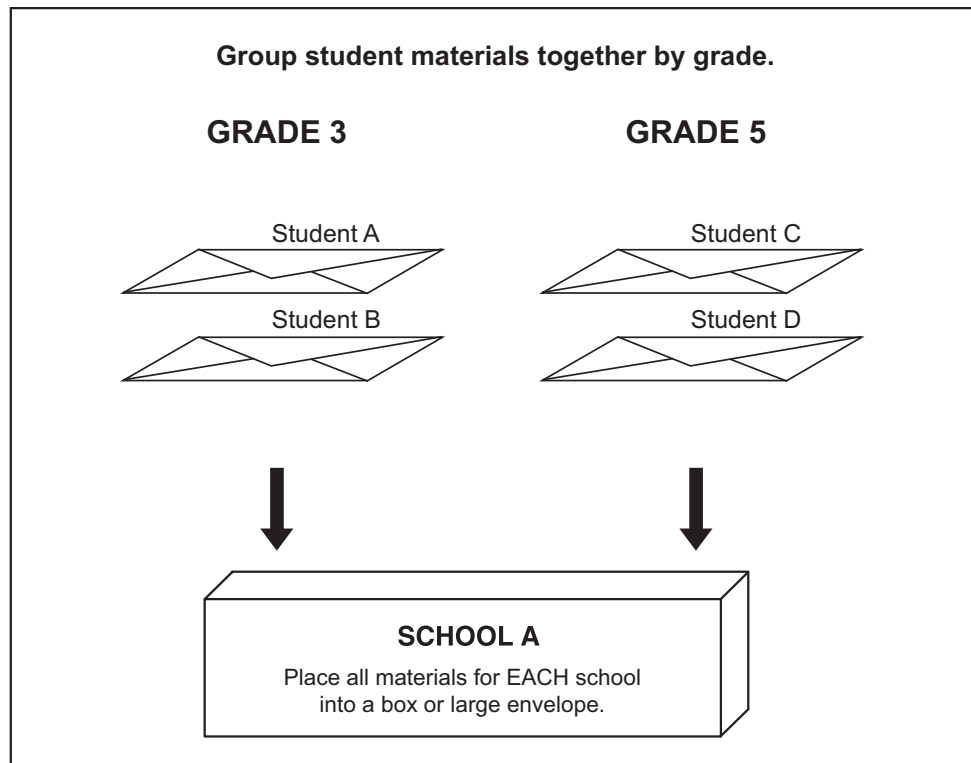 Group student materials together by grade.
GRADE 3
GRADE 5
Student A
Student C
Student B
Student D
SCHOOL A
Place all materials for EACH school
into a box or large envelope.